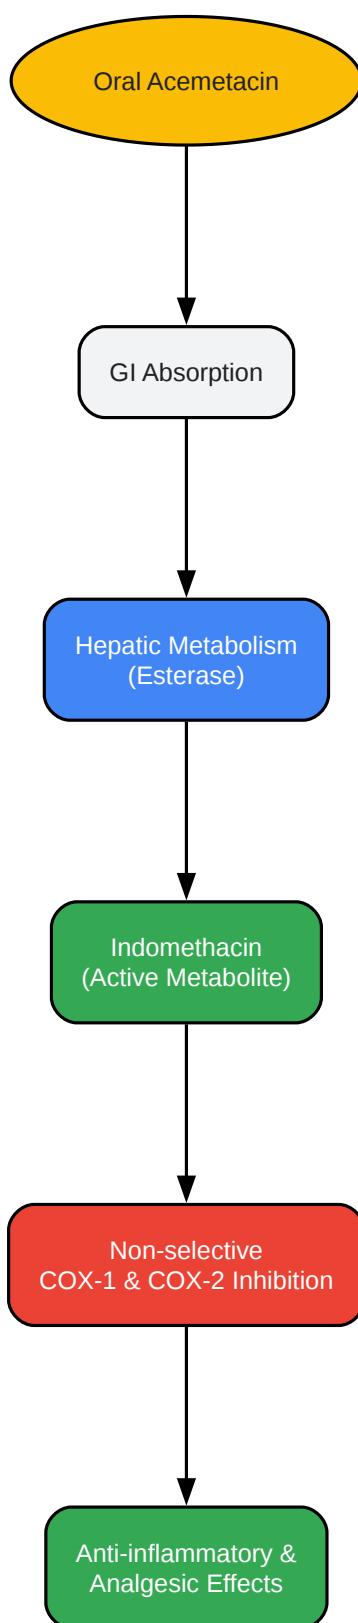 Oral Acemetacin
GI Absorption
Hepatic Metabolism
(Esterase)
Indomethacin
(Active Metabolite)
Non-selective
COX-1 & COX-2 Inhibition
Anti-inflammatory &
Analgesic Effects